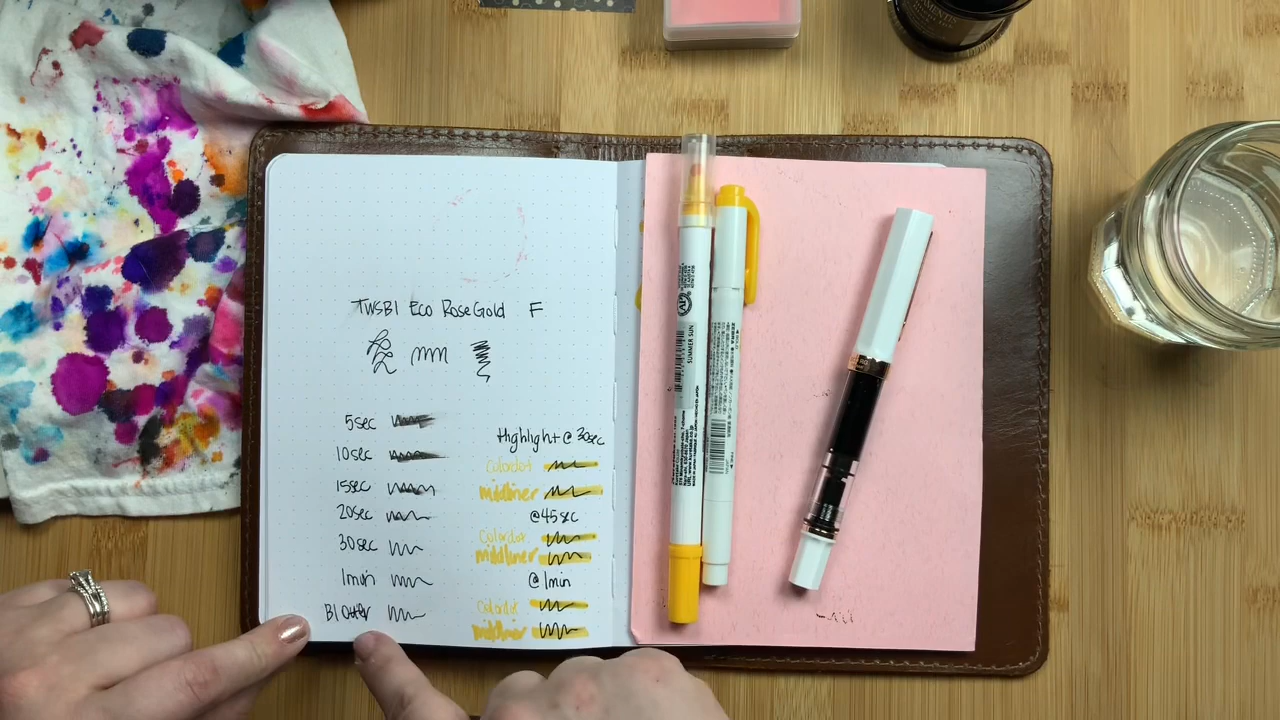 TWSBI Eco RoseGold F
5sec
10sec
15sec
20sec
30sec
1min
Blotter
Highlight @ 30sec
Colordot
mildliner
@45sec
Colordot
mildliner
@1min
Colordot
mildliner
SUMMER SUN